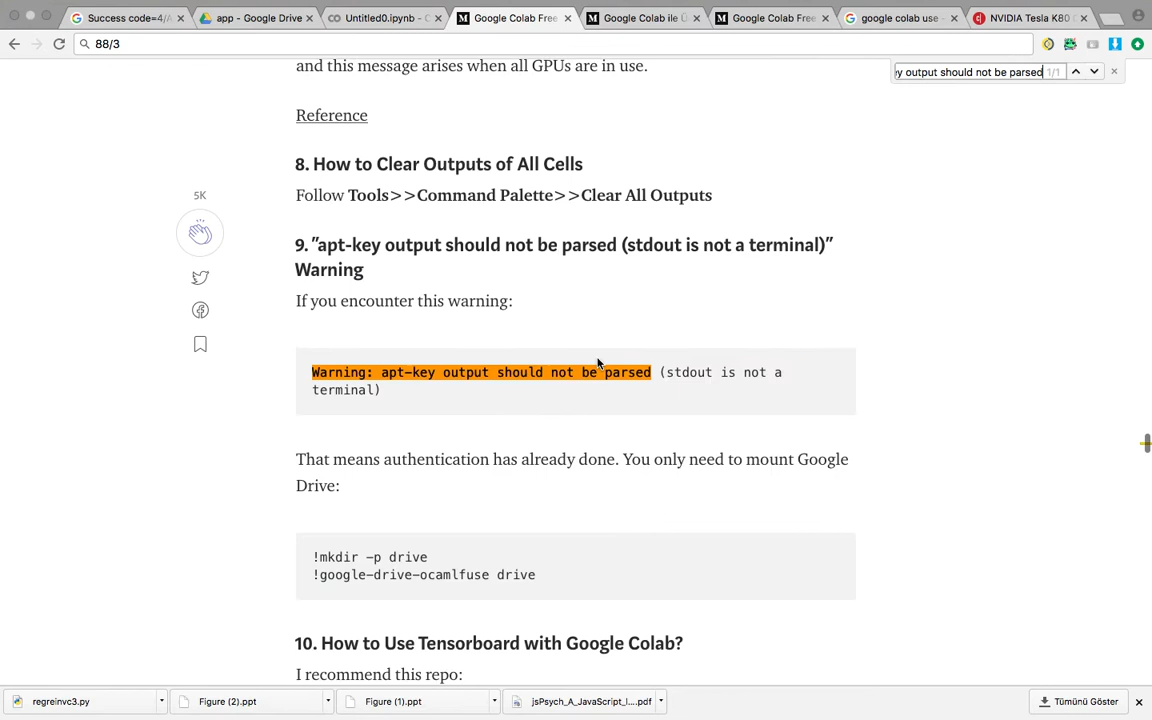 Success code=4/
app - Google Drive
Untitled0.ipynb - C
Google Colab Free
Google Colab ile Ü
Google Colab Free
google colab use -
NVIDIA Tesla K80 C
88/3
y output should not be parsed 1/1
and this message arises when all GPUs are in use.
Reference
8. How to Clear Outputs of All Cells
Follow Tools>>Command Palette>>Clear All Outputs
5K
9. "apt-key output should not be parsed (stdout is not a terminal)"
Warning
If you encounter this warning:
Warning: apt-key output should not be parsed (stdout is not a
terminal)
That means authentication has already done. You only need to mount Google
Drive:
!mkdir -p drive
!google-drive-ocamlfuse drive
10. How to Use Tensorboard with Google Colab?
I recommend this repo:
regreinvc3.py
Figure (2).ppt
Figure (1).ppt
jsPsych_A_JavaScript_l....pdf
Tümünü Göster